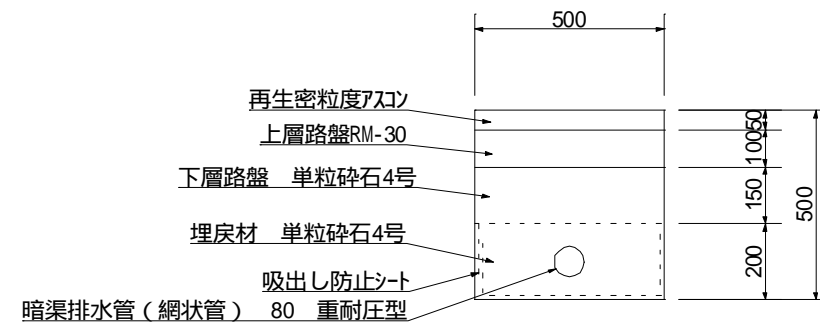 500
再生密粒度アスコン
上層路盤RM-30
下層路盤 単粒砕石4号
埋戻材 単粒砕石4号
吸出し防止シート
暗渠排水管（網状管） 80 重耐圧型
50
100
150
200
500